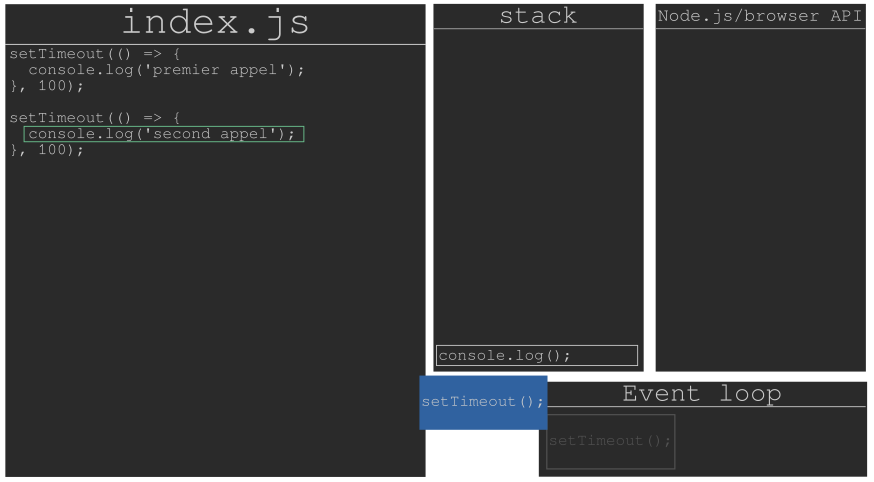 index.js
setTimeout(() => {
  console.log('premier appel');
}, 100);
setTimeout(() => {
  console.log('second appel');
}, 100);
stack
console.log();
Node.js/browser API
setTimeout();
Event loop
setTimeout();